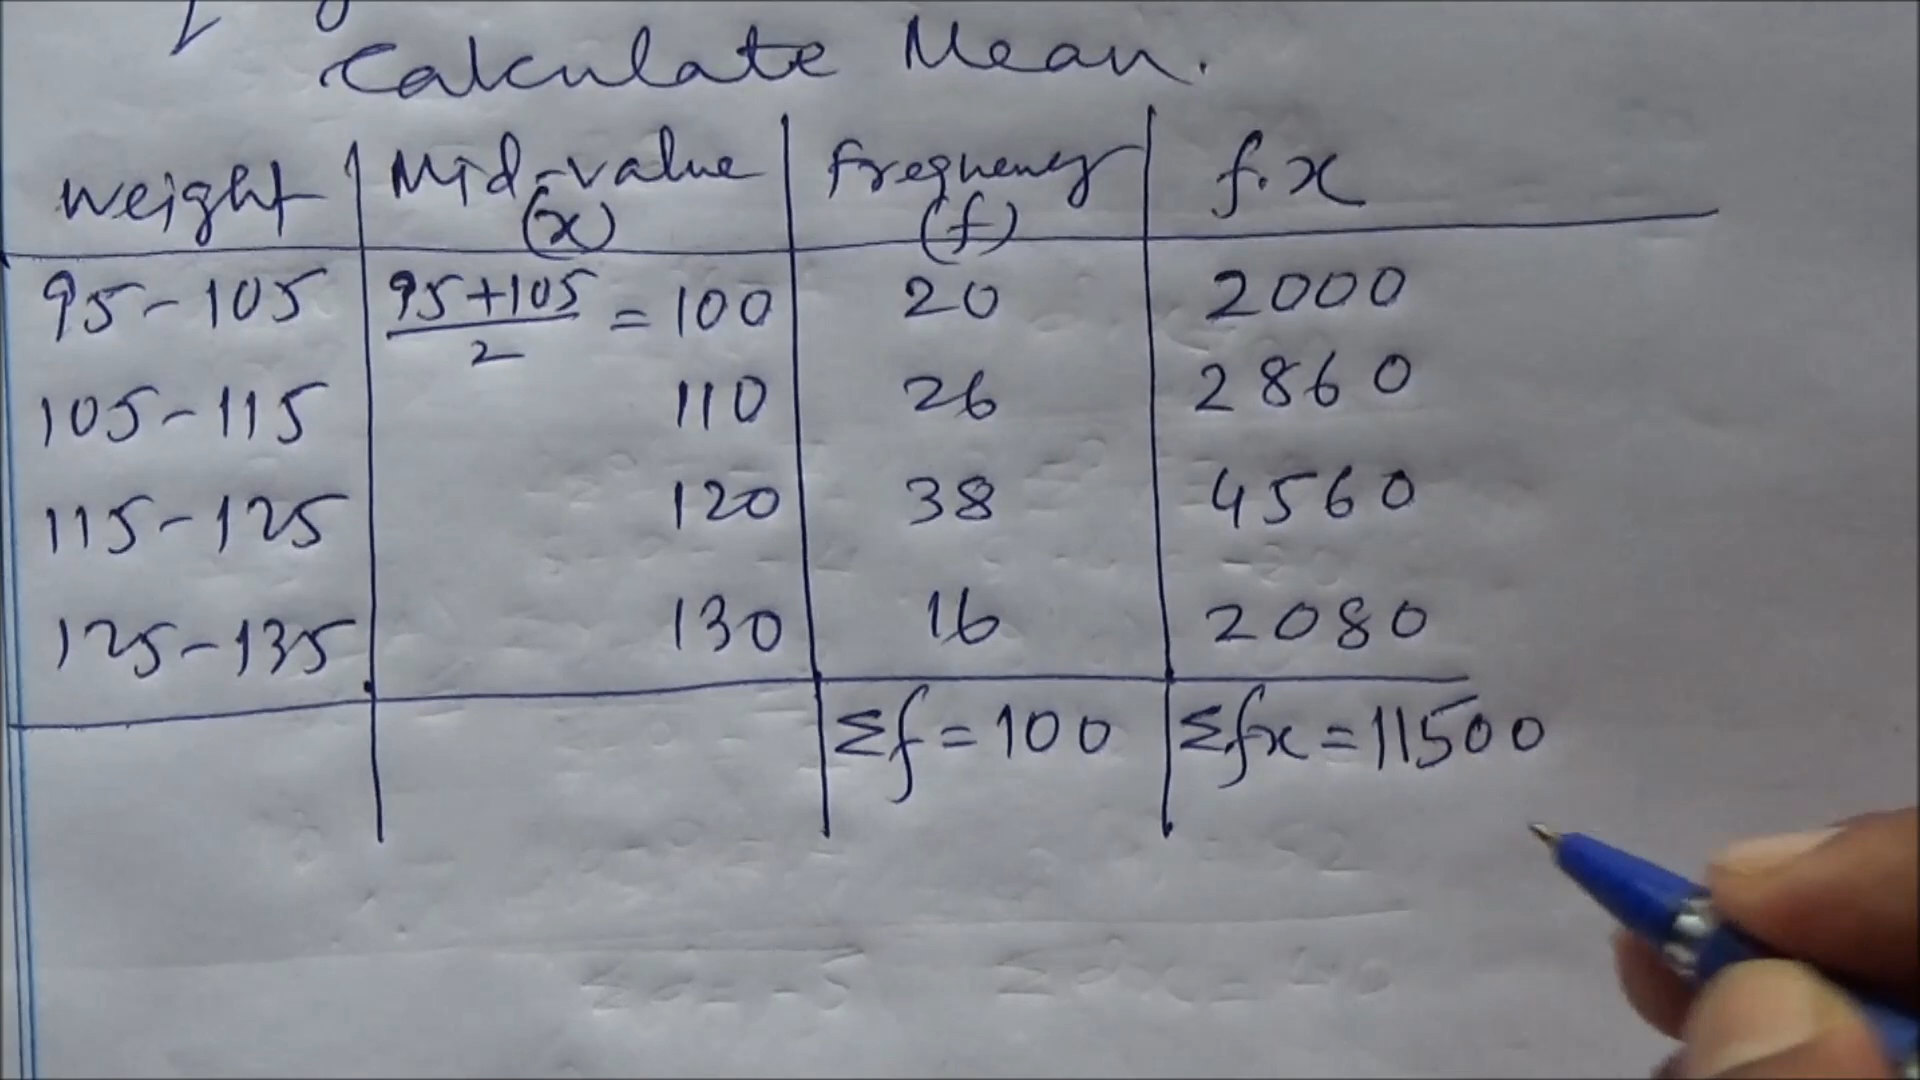 Calculate Mean.
Weight Mid-value (x) Frequency (f) f.x
95-105 95+105/2 = 100 20 2000
105-115 110 26 2860
115-125 120 38 4560
125-135 130 16 2080
Σf = 100 Σfx = 11500